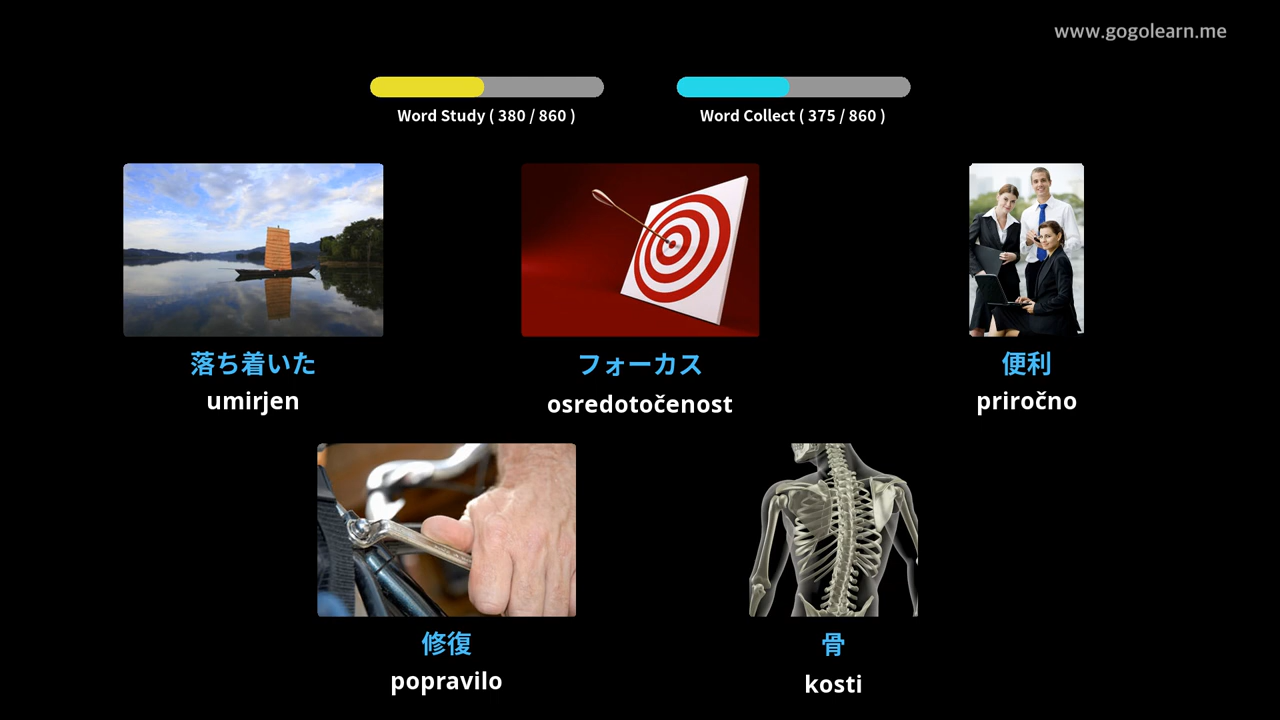 www.gogolearn.me
Word Study ( 380 / 860 )
Word Collect ( 375 / 860 )
落ち着いた
umirjen
フォーカス
osredotočenost
便利
priročno
修復
popravilo
骨
kosti